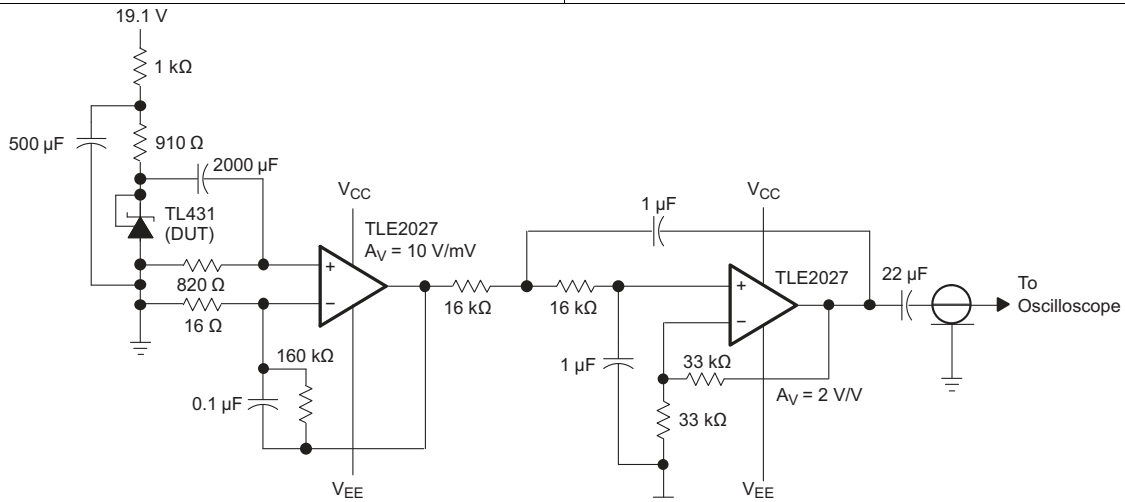 19.1 V
1 kΩ
500 µF
910 Ω
2000 µF
TL431
(DUT)
820 Ω
16 Ω
VCC
TLE2027
AV = 10 V/mV
+
−
160 kΩ
0.1 µF
VEE
16 kΩ
16 kΩ
1 µF
1 µF
VCC
TLE2027
+
−
33 kΩ
AV = 2 V/V
33 kΩ
VEE
22 µF
To
Oscilloscope